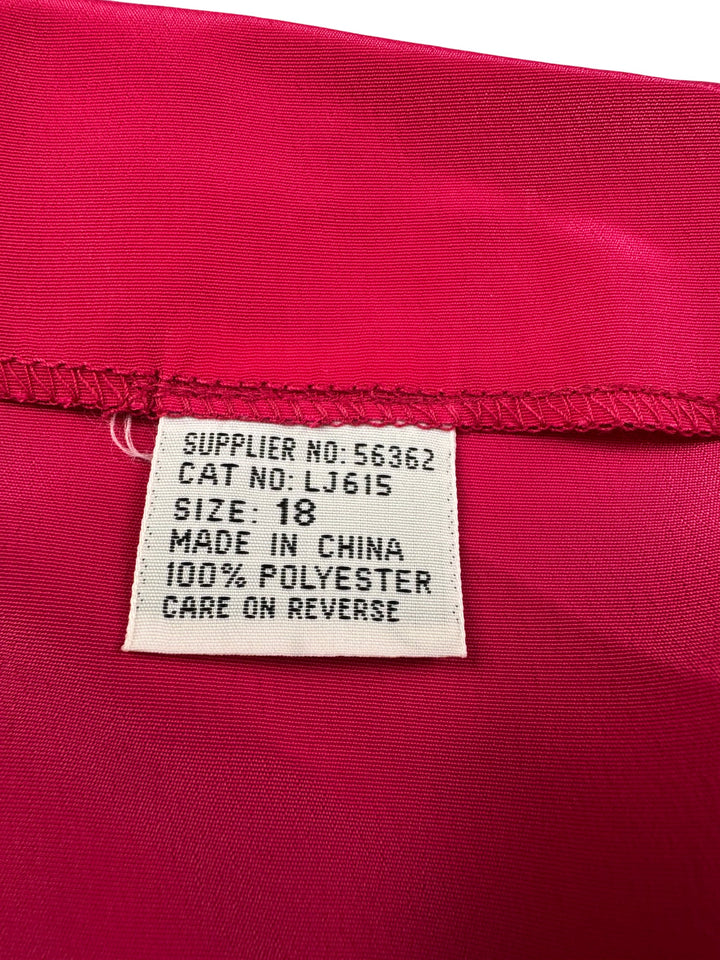 SUPPLIER NO: 56362
CAT NO: LJ615
SIZE: 18
MADE IN CHINA
100% POLYESTER
CARE ON REVERSE